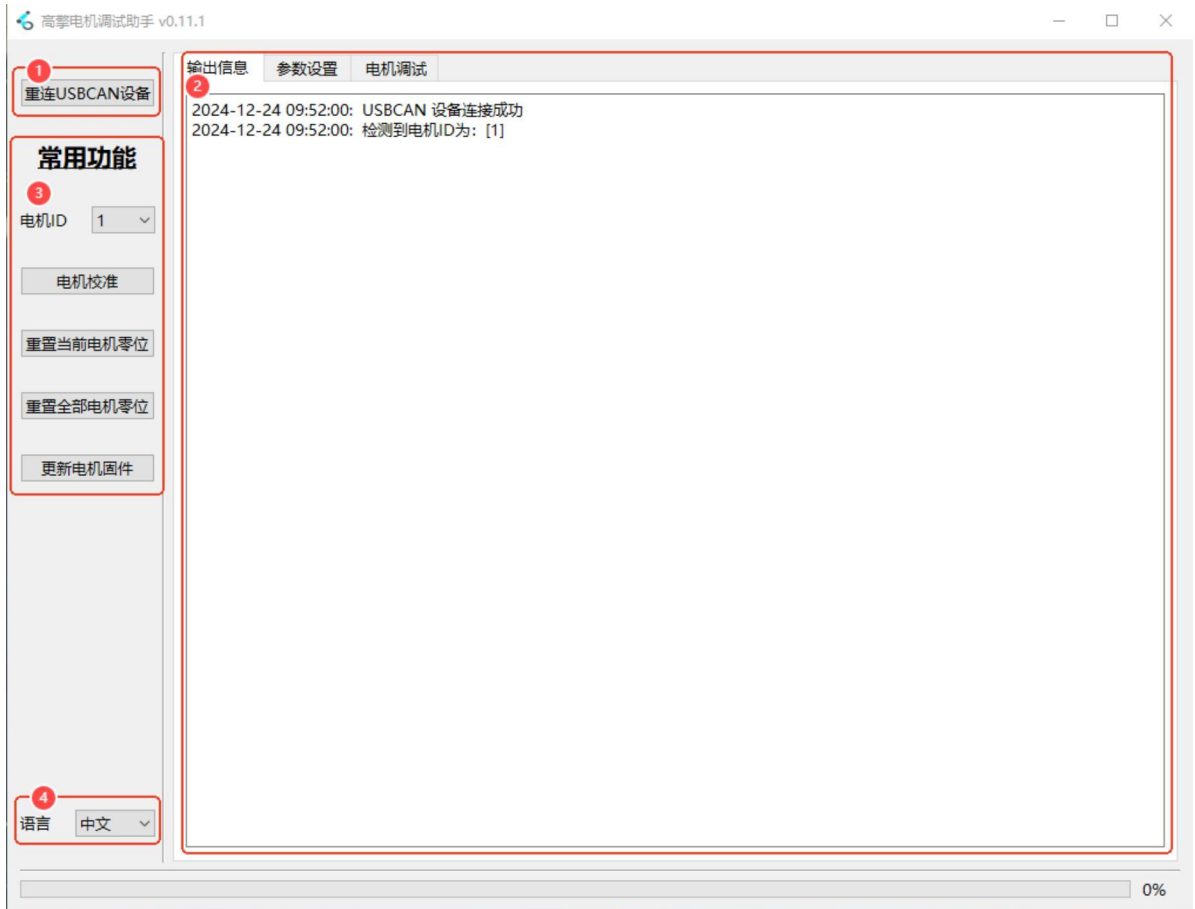 高擎电机调试助手 v0.11.1
1
重连USBCAN设备
输出信息 参数设置 电机调试
2
2024-12-24 09:52:00: USBCAN 设备连接成功
2024-12-24 09:52:00: 检测到电机ID为: [1]
常用功能
3
电机ID 1
电机校准
重置当前电机零位
重置全部电机零位
更新电机固件
4
语言 中文
0%